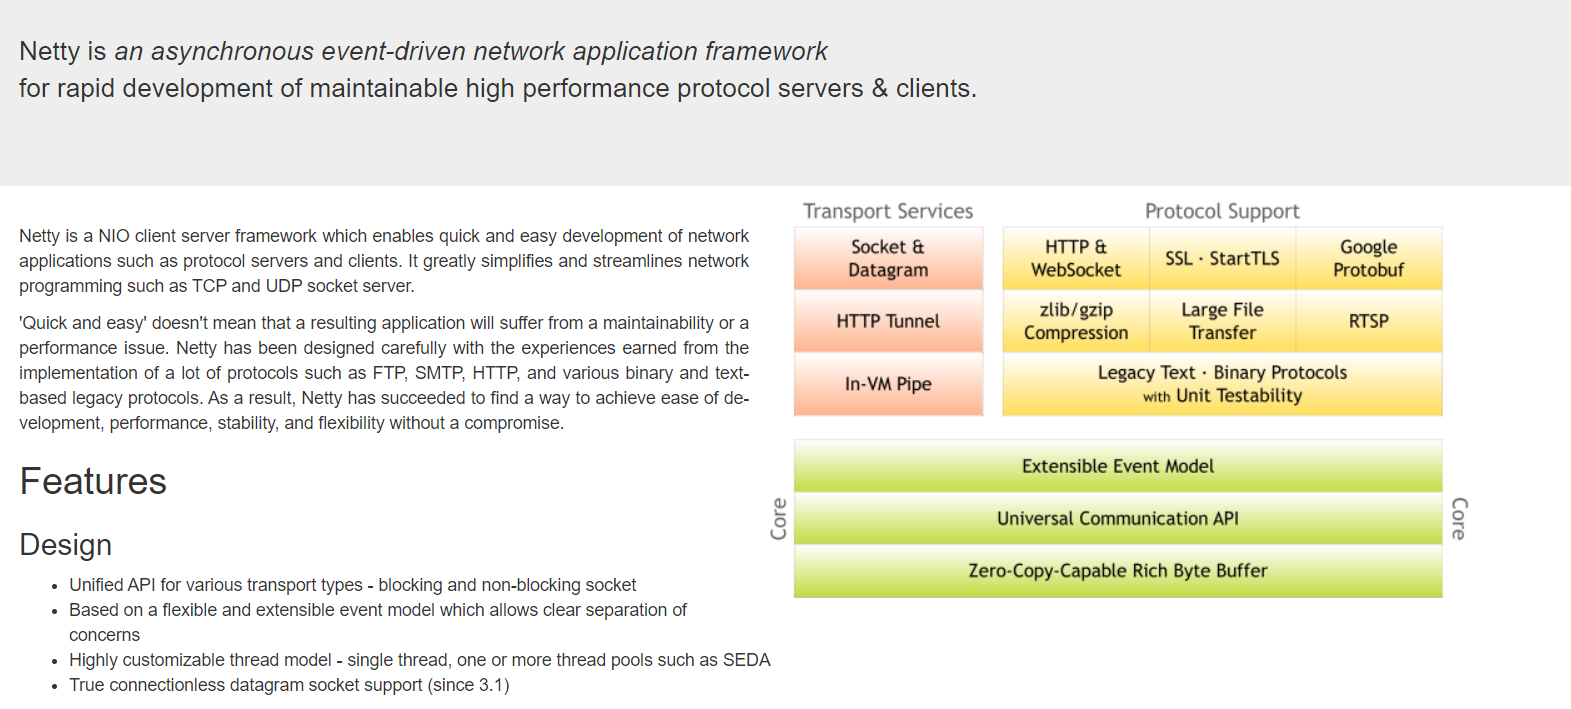 Netty is an asynchronous event-driven network application framework
for rapid development of maintainable high performance protocol servers & clients.
Netty is a NIO client server framework which enables quick and easy development of network
applications such as protocol servers and clients. It greatly simplifies and streamlines network
programming such as TCP and UDP socket server.
'Quick and easy' doesn't mean that a resulting application will suffer from a maintainability or a
performance issue. Netty has been designed carefully with the experiences earned from the
implementation of a lot of protocols such as FTP, SMTP, HTTP, and various binary and text-
based legacy protocols. As a result, Netty has succeeded to find a way to achieve ease of de-
velopment, performance, stability, and flexibility without a compromise.
Features
Design
• Unified API for various transport types - blocking and non-blocking socket
• Based on a flexible and extensible event model which allows clear separation of
concerns
• Highly customizable thread model - single thread, one or more thread pools such as SEDA
• True connectionless datagram socket support (since 3.1)
Transport Services
Socket &
Datagram
HTTP Tunnel
In-VM Pipe
Protocol Support
HTTP &
WebSocket
SSL · StartTLS
Google
Protobuf
zlib/gzip
Compression
Large File
Transfer
RTSP
Legacy Text · Binary Protocols
with Unit Testability
Core
Extensible Event Model
Universal Communication API
Zero-Copy-Capable Rich Byte Buffer
Core